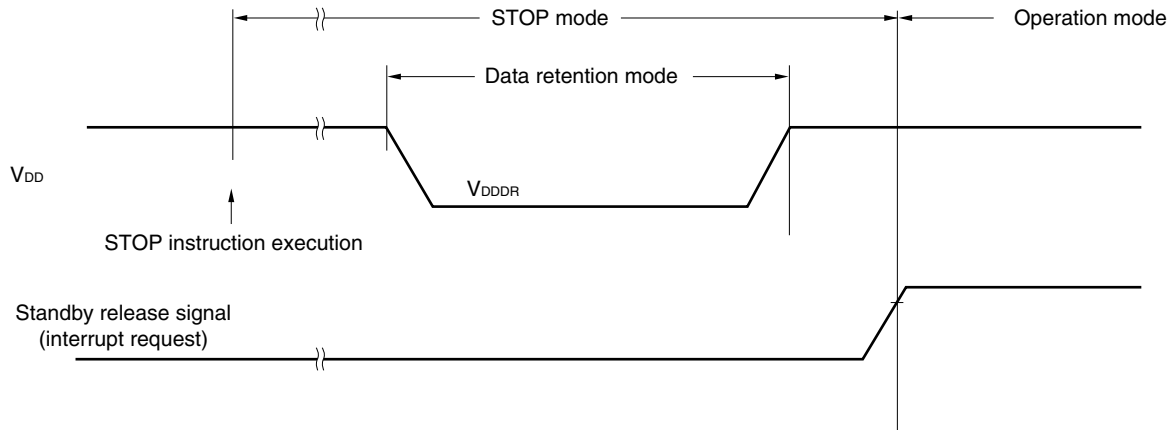 STOP mode
Operation mode
Data retention mode
VDD
VDDDR
STOP instruction execution
Standby release signal
(interrupt request)